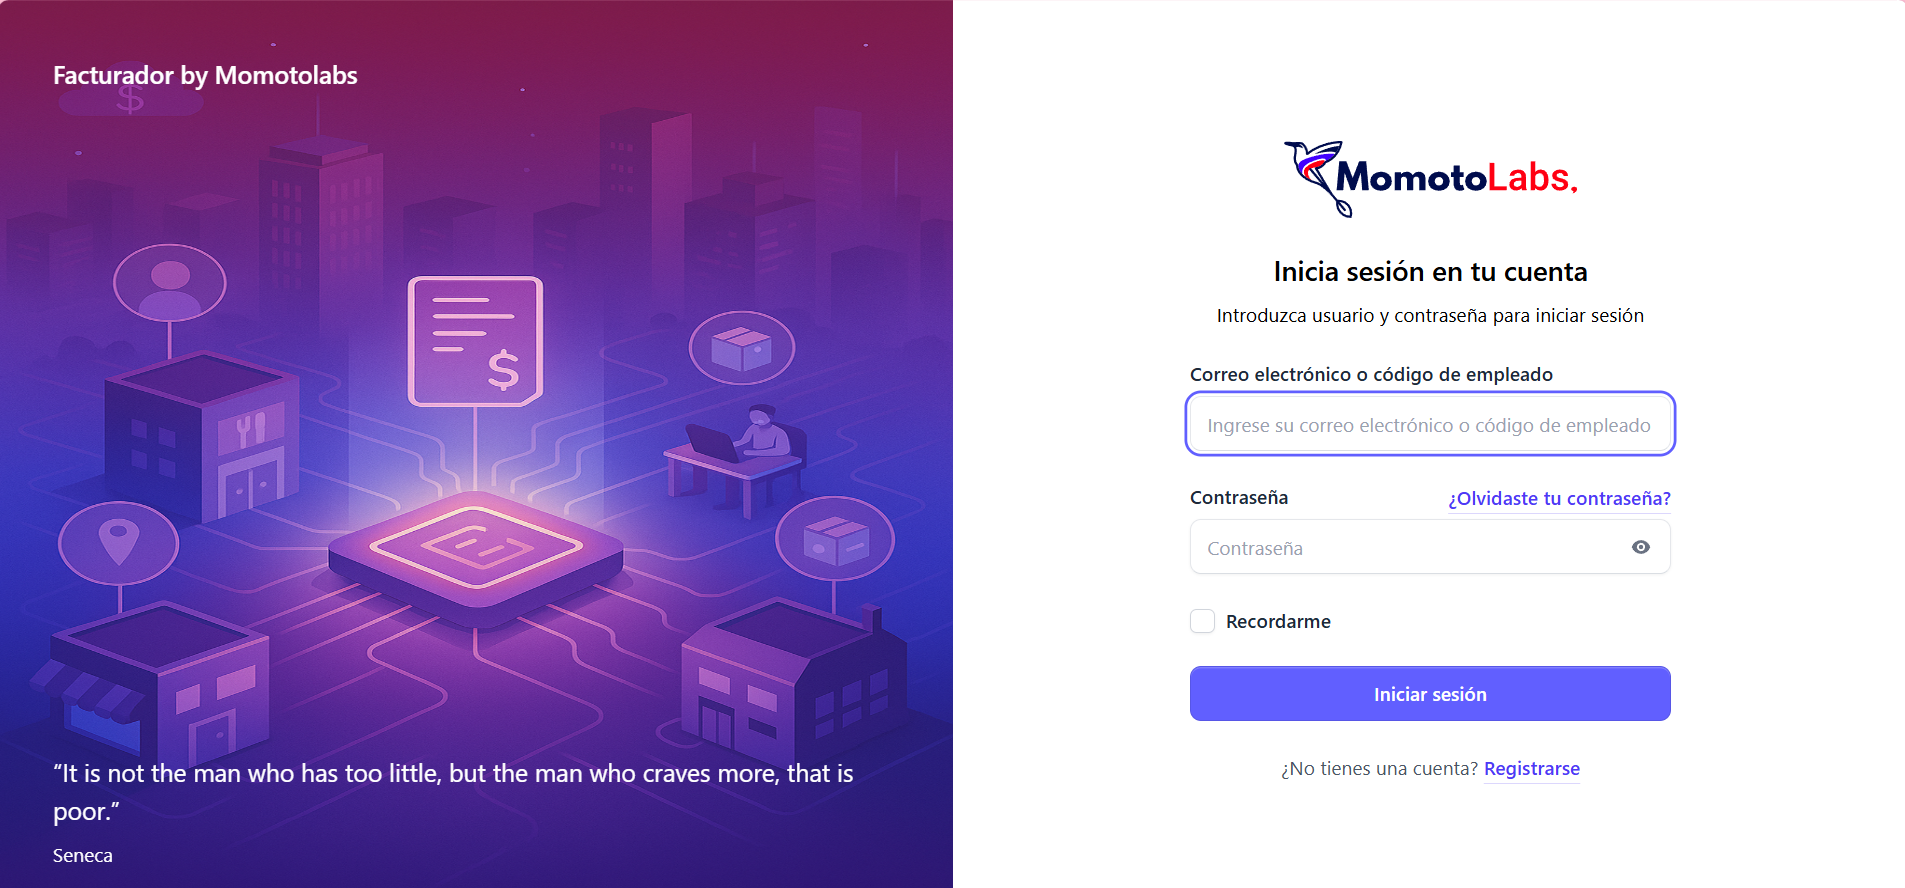 Facturador by Momotolabs
$
$
“It is not the man who has too little, but the man who craves more, that is
poor.”
Seneca
MomotoLabs.
Inicia sesión en tu cuenta
Introduzca usuario y contraseña para iniciar sesión
Correo electrónico o código de empleado
Ingrese su correo electrónico o código de empleado
Contraseña
¿Olvidaste tu contraseña?
Contraseña
Recordarme
Iniciar sesión
¿No tienes una cuenta? Registrarse